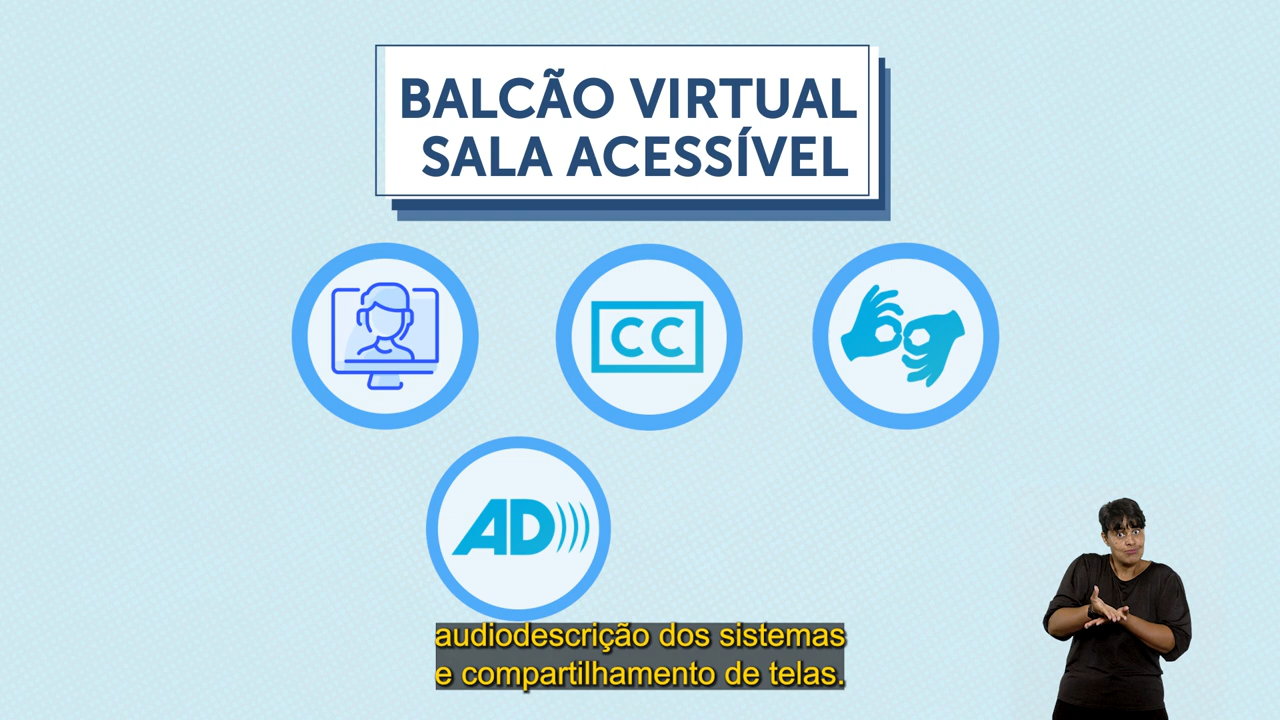 BALCÃO VIRTUAL
SALA ACESSÍVEL
CC
AD
audiodescrição dos sistemas
e compartilhamento de telas.